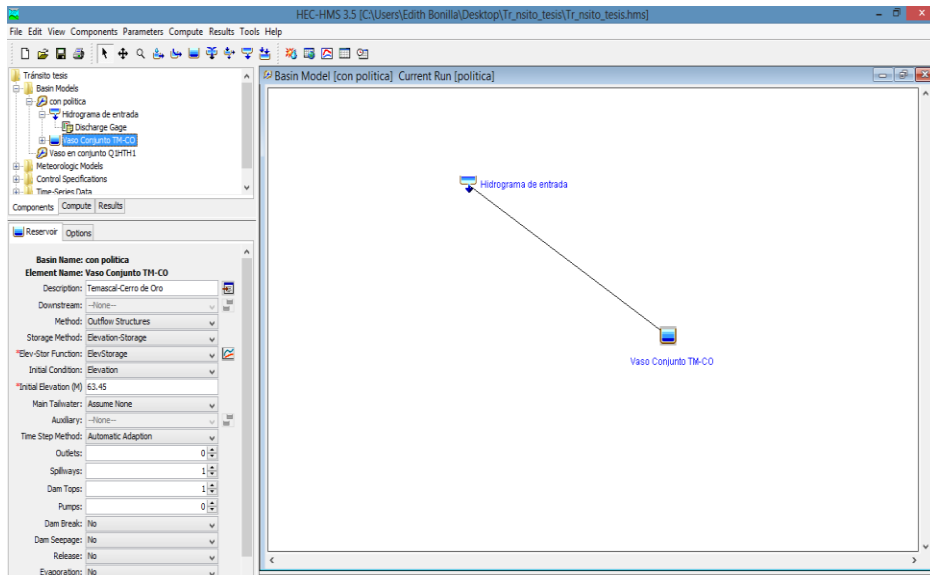 HEC-HMS 3.5 [C:\Users\Edith Bonilla\Desktop\Tr_nsito_tesis\Tr_nsito_tesis.hms]
File Edit View Components Parameters Compute Results Tools Help
Tránsito tesis
Basin Models
con politica
Hidrograma de entrada
Discharge Gage
Vaso Conjunto TM-CO
Vaso en conjunto Q1HTH1
Meteorologic Models
Control Specifications
Time-Series Data
Components Compute Results
Reservoir Options
Basin Name: con politica
Element Name: Vaso Conjunto TM-CO
Description: Temascal-Cerro de Oro
Downstream: --None--
Method: Outflow Structures
Storage Method: Elevation-Storage
*Elev-Stor Function: ElevStorage
Initial Condition: Elevation
*Initial Elevation (M) 63.45
Main Tailwater: Assume None
Auxiliary: --None--
Time Step Method: Automatic Adaption
Outlets: 0
Spillways: 1
Dam Tops: 1
Pumps: 0
Dam Break: No
Dam Seepage: No
Release: No
Evaporation: No
Basin Model [con politica] Current Run [politica]
Hidrograma de entrada
Vaso Conjunto TM-CO